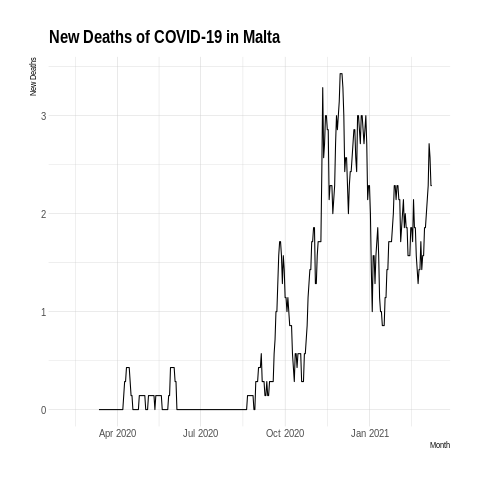 New Deaths of COVID-19 in Malta
New Deaths
3
2
1
0
Apr 2020 Jul 2020 Oct 2020 Jan 2021
Month